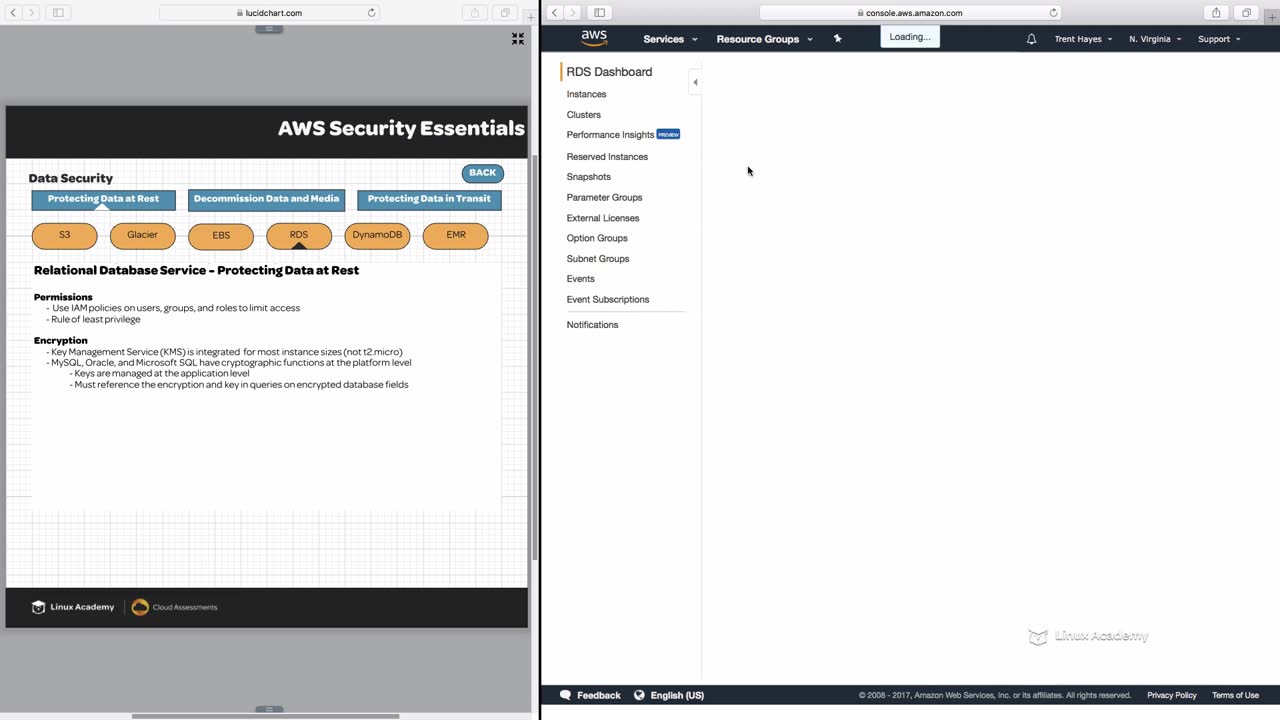 lucidchart.com
AWS Security Essentials
Data Security
BACK
Protecting Data at Rest
Decommission Data and Media
Protecting Data in Transit
S3
Glacier
EBS
RDS
DynamoDB
EMR
Relational Database Service - Protecting Data at Rest
Permissions
- Use IAM policies on users, groups, and roles to limit access
- Rule of least privilege
Encryption
- Key Management Service (KMS) is integrated for most instance sizes (not t2.micro)
- MySQL, Oracle, and Microsoft SQL have cryptographic functions at the platform level
- Keys are managed at the application level
- Must reference the encryption and key in queries on encrypted database fields
Linux Academy
Cloud Assessments
console.aws.amazon.com
aws
Services
Resource Groups
Loading...
Trent Hayes
N. Virginia
Support
RDS Dashboard
Instances
Clusters
Performance Insights PREVIEW
Reserved Instances
Snapshots
Parameter Groups
External Licenses
Option Groups
Subnet Groups
Events
Event Subscriptions
Notifications
Linux Academy
Feedback
English (US)
© 2008 - 2017, Amazon Web Services, Inc. or its affiliates. All rights reserved.
Privacy Policy
Terms of Use